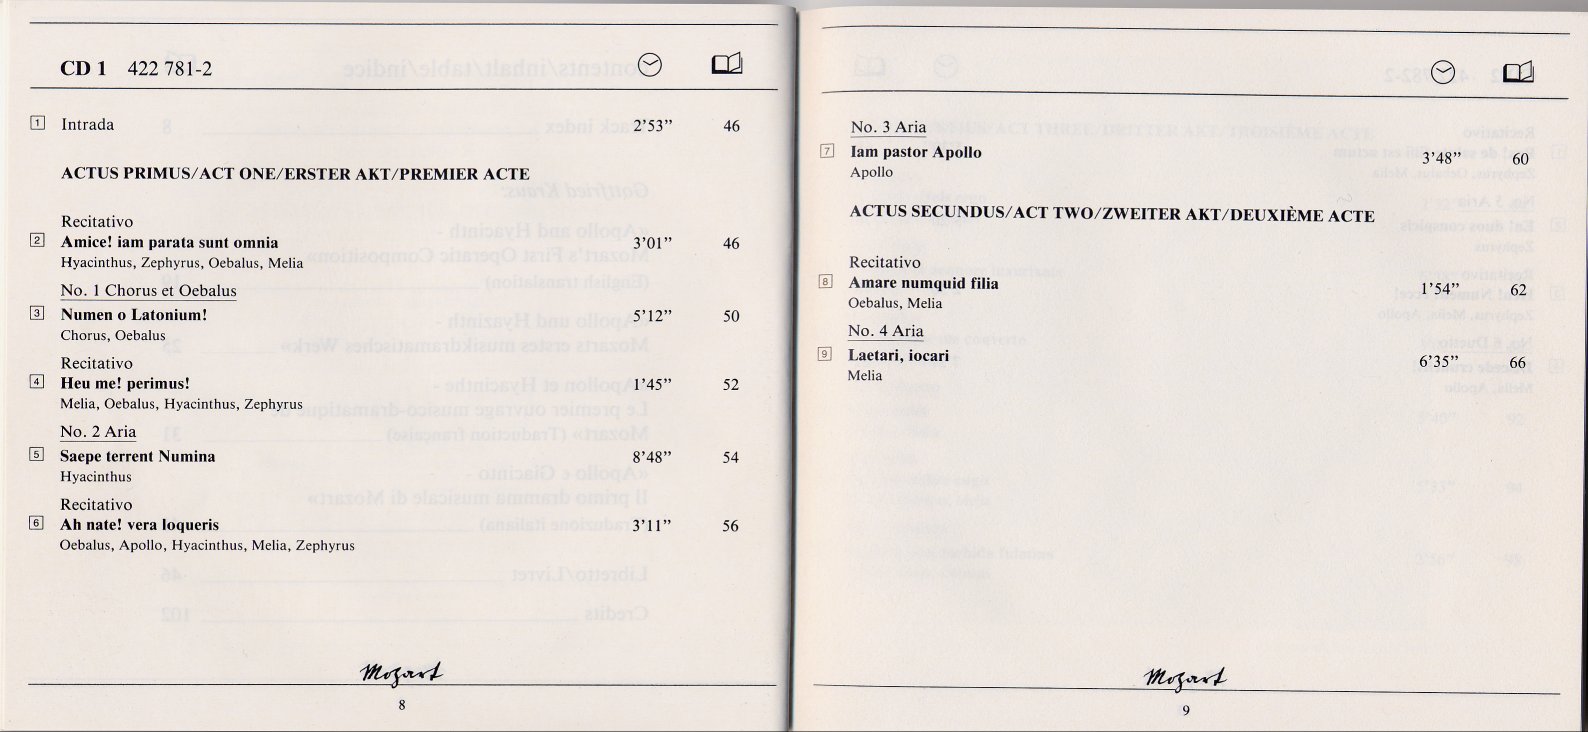 CD 1 422 781-2
1 Intrada 2’53” 46
ACTUS PRIMUS/ACT ONE/ERSTER AKT/PREMIER ACTE
Recitativo
2 Amice! iam parata sunt omnia 3’01” 46
Hyacinthus, Zephyrus, Oebalus, Melia
No. 1 Chorus et Oebalus
3 Numen o Latonium! 5’12” 50
Chorus, Oebalus
Recitativo
4 Heu me! perimus! 1’45” 52
Melia, Oebalus, Hyacinthus, Zephyrus
No. 2 Aria
5 Saepe terrent Numina 8’48” 54
Hyacinthus
Recitativo
6 Ah nate! vera loqueris 3’11” 56
Oebalus, Apollo, Hyacinthus, Melia, Zephyrus
Mozart
8
No. 3 Aria
7 Iam pastor Apollo 3’48” 60
Apollo
ACTUS SECUNDUS/ACT TWO/ZWEITER AKT/DEUXIÈME ACTE
Recitativo
8 Amare numquid filia 1’54” 62
Oebalus, Melia
No. 4 Aria
9 Laetari, iocari 6’35” 66
Melia
Mozart
9